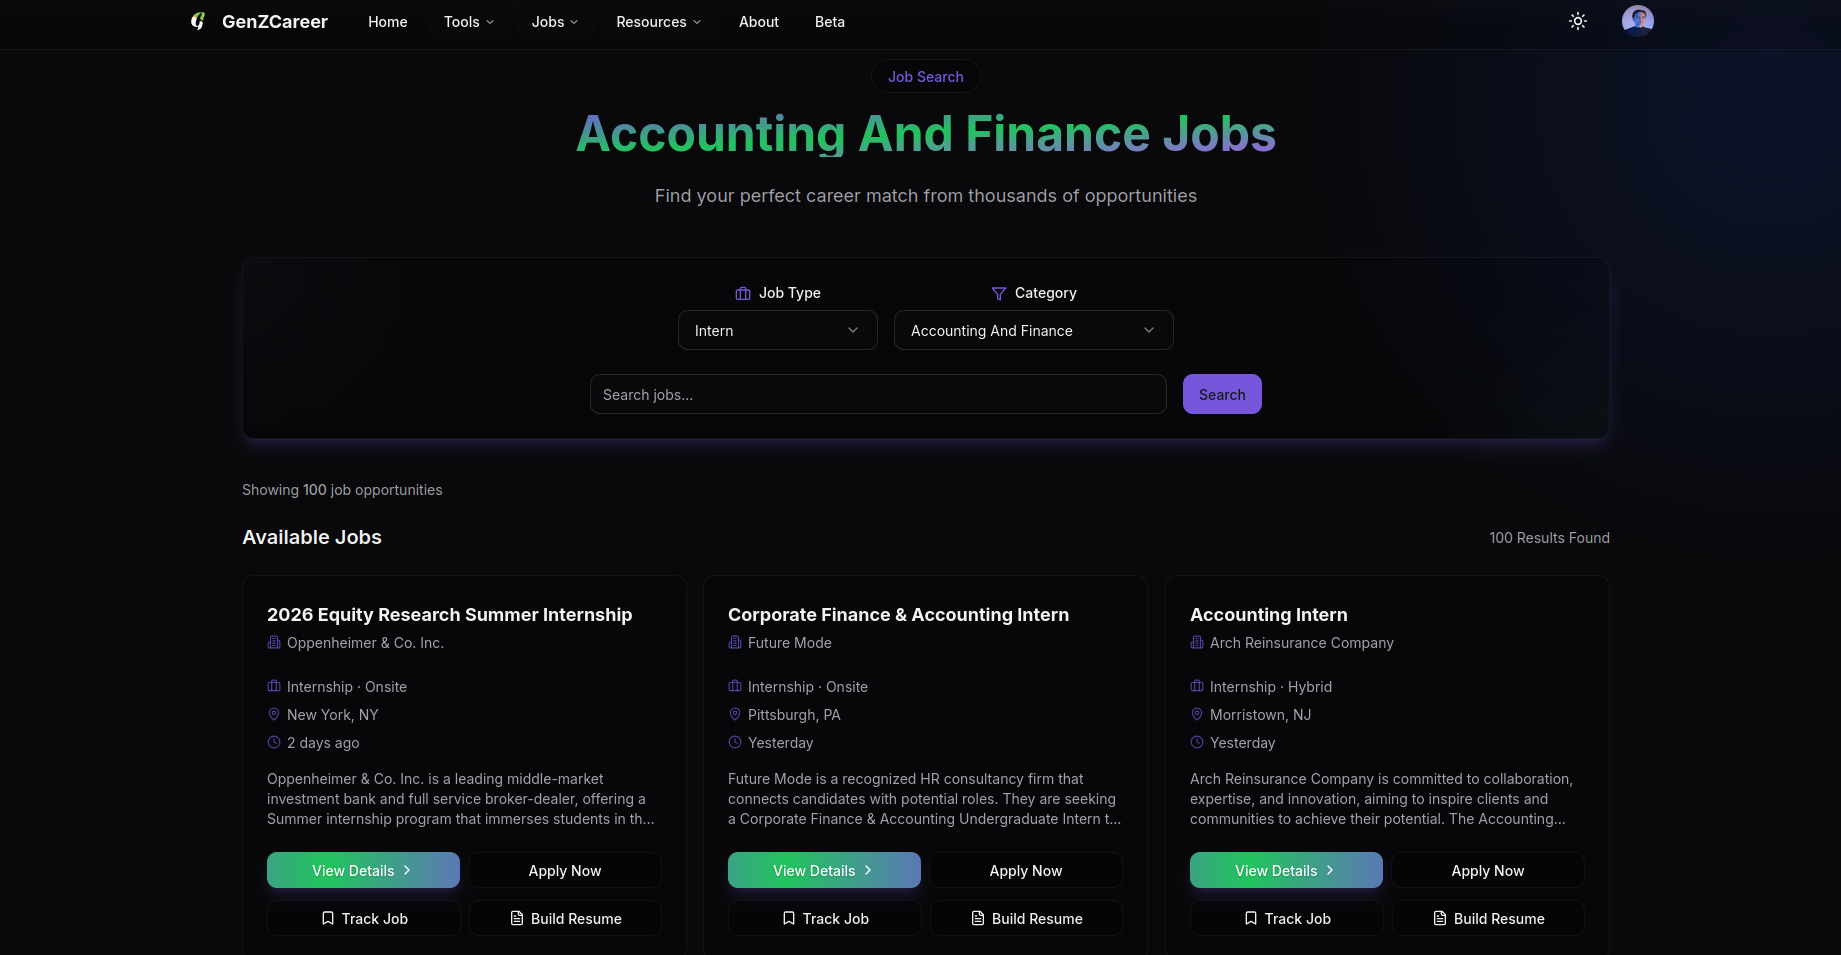 GenZCareer
Home
Tools
Jobs
Resources
About
Beta
Job Search
Accounting And Finance Jobs
Find your perfect career match from thousands of opportunities
Job Type
Category
Intern
Accounting And Finance
Search jobs...
Search
Showing 100 job opportunities
Available Jobs
100 Results Found
2026 Equity Research Summer Internship
Oppenheimer & Co. Inc.
Internship · Onsite
New York, NY
2 days ago
Oppenheimer & Co. Inc. is a leading middle-market
investment bank and full service broker-dealer, offering a
Summer internship program that immerses students in th...
View Details
Apply Now
Track Job
Build Resume
Corporate Finance & Accounting Intern
Future Mode
Internship · Onsite
Pittsburgh, PA
Yesterday
Future Mode is a recognized HR consultancy firm that
connects candidates with potential roles. They are seeking
a Corporate Finance & Accounting Undergraduate Intern t...
View Details
Apply Now
Track Job
Build Resume
Accounting Intern
Arch Reinsurance Company
Internship · Hybrid
Morristown, NJ
Yesterday
Arch Reinsurance Company is committed to collaboration,
expertise, and innovation, aiming to inspire clients and
communities to achieve their potential. The Accounting...
View Details
Apply Now
Track Job
Build Resume